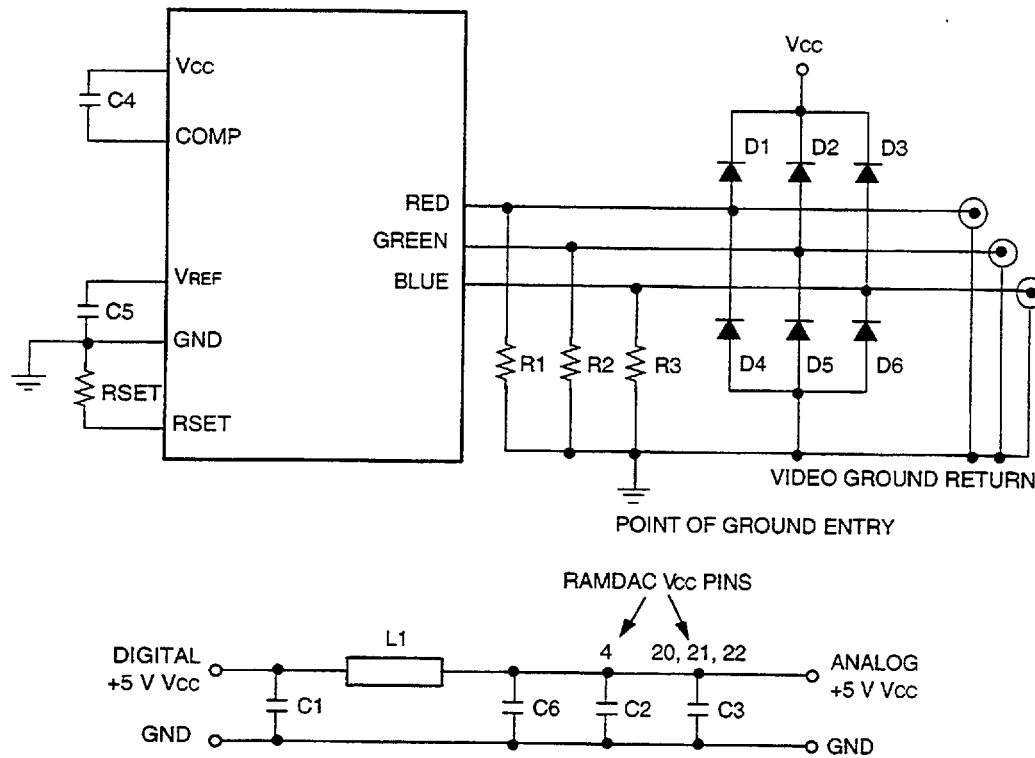 VCC
C4
COMP
VREF
C5
GND
RSET
RSET
RED
GREEN
BLUE
VCC
D1
D2
D3
R1
R2
R3
D4
D5
D6
VIDEO GROUND RETURN
POINT OF GROUND ENTRY
RAMDAC VCC PINS
4
20, 21, 22
L1
DIGITAL
+5 V VCC
ANALOG
+5 V VCC
C1
C6
C2
C3
GND
GND